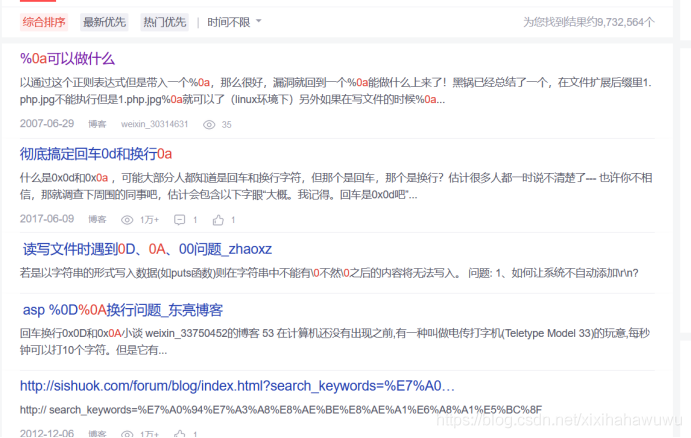 综合排序 最新优先 热门优先 | 时间不限 为您找到结果约9,732,564个
%0a可以做什么
以通过这个正则表达式但是带入一个%0a，那么很好，漏洞就回到一个%0a能做什么上来了！黑锅已经总结了一个，在文件扩展后缀里1.
php.jpg不能执行但是1.php.jpg%0a就可以了（linux环境下）另外如果在写文件的时候%0a...
2007-06-29 博客 weixin_30314631 35
彻底搞定回车0d和换行0a
什么是0x0d和0x0a ，可能大部分人都知道是回车和换行字符，但那个是回车，那个是换行？估计很多人都一时说不清楚了--- 也许你不相
信，那就调查下周围的同事吧，估计会包含以下字眼“大概。我记得。回车是0x0d吧”...
2017-06-09 博客 1万+ 1 1
读写文件时遇到0D、0A、00问题_zhaoxz
若是以字符串的形式写入数据(如puts函数)则在字符串中不能有\0不然\0之后的内容将无法写入。 问题: 1、如何让系统不自动添加\r\n?
asp %0D%0A换行问题_东亮博客
回车换行0x0D和0x0A小谈 weixin_33750452的博客 53 在计算机还没有出现之前,有一种叫做电传打字机(Teletype Model 33)的玩意,每秒
钟可以打10个字符。但是它有...
http://sishuok.com/forum/blog/index.html?search_keywords=%E7%A0…
http:// search_keywords=%E7%A0%94%E7%A3%A8%E8%AE%BE%E8%AE%A1%E6%A8%A1%E5%BC%8F
https://blog.csdn.net/xixihahawuwu
2012-12-06 博客 1万+ 1